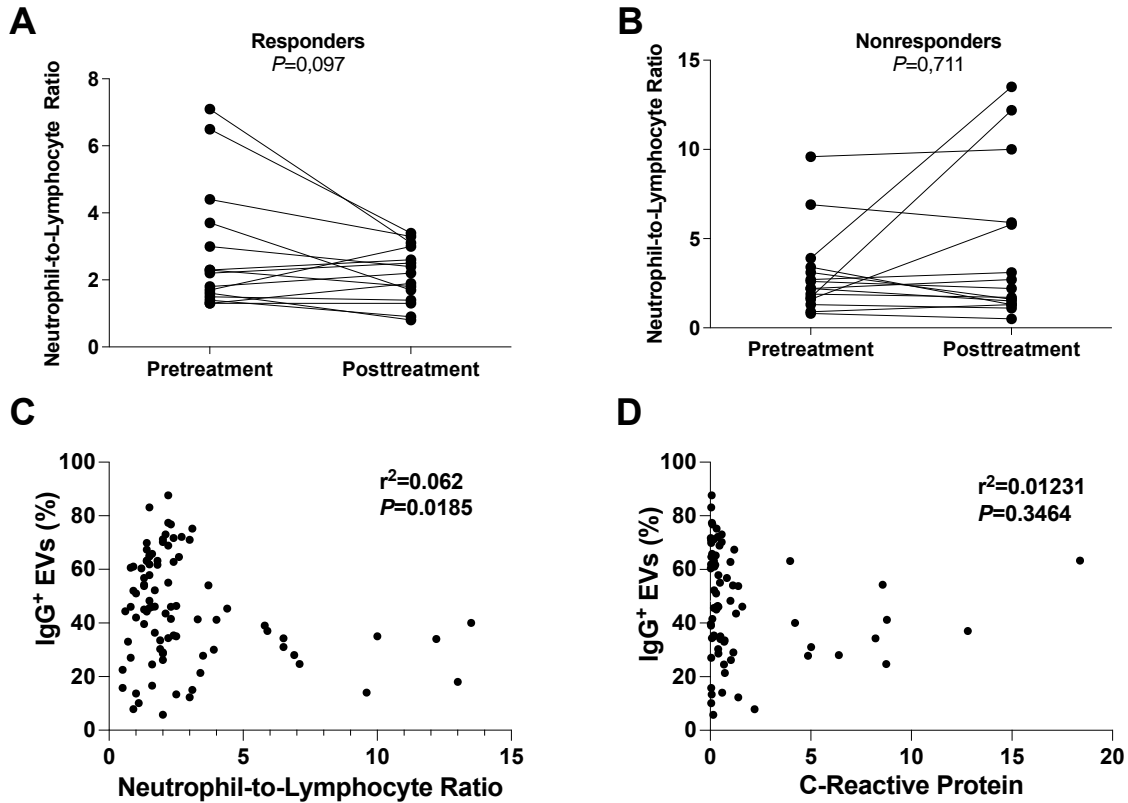 A
Responders
P=0,097
Neutrophil-to-Lymphocyte Ratio
8
6
4
2
0
Pretreatment
Posttreatment
B
Nonresponders
P=0,711
Neutrophil-to-Lymphocyte Ratio
15
10
5
0
Pretreatment
Posttreatment
C
r²=0.062
P=0.0185
IgG⁺ EVs (%)
100
80
60
40
20
0
0
5
10
15
Neutrophil-to-Lymphocyte Ratio
D
r²=0.01231
P=0.3464
IgG⁺ EVs (%)
100
80
60
40
20
0
0
5
10
15
20
C-Reactive Protein